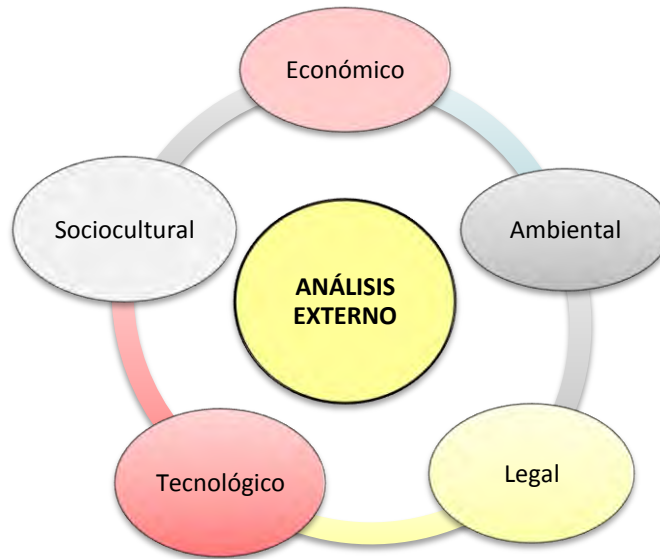 Económico
Sociocultural
Ambiental
ANÁLISIS
EXTERNO
Tecnológico
Legal